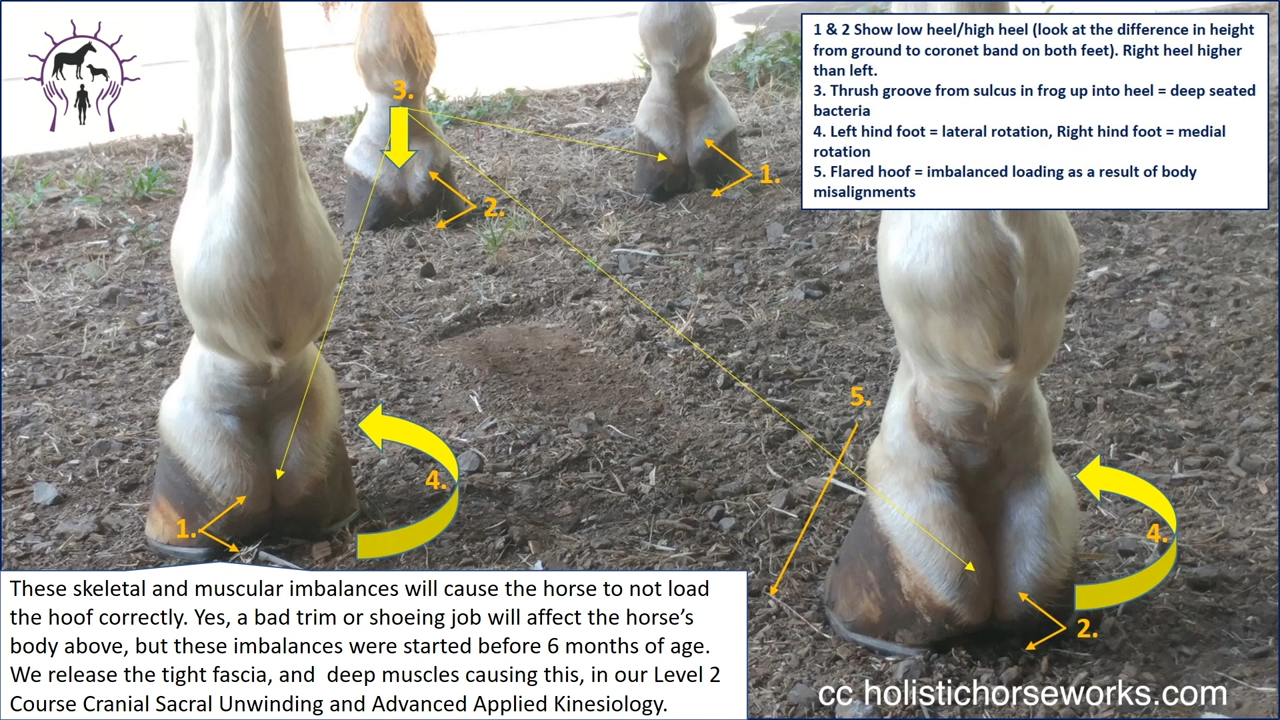 1 & 2 Show low heel/high heel (look at the difference in height
from ground to coronet band on both feet). Right heel higher
than left.
3. Thrush groove from sulcus in frog up into heel = deep seated
bacteria
4. Left hind foot = lateral rotation, Right hind foot = medial
rotation
5. Flared hoof = imbalanced loading as a result of body
misalignments
3.
1.
2.
5.
4.
4.
1.
2.
These skeletal and muscular imbalances will cause the horse to not load
the hoof correctly. Yes, a bad trim or shoeing job will affect the horse's
body above, but these imbalances were started before 6 months of age.
We release the tight fascia, and  deep muscles causing this, in our Level 2
Course Cranial Sacral Unwinding and Advanced Applied Kinesiology.
cc holistichorseworks.com